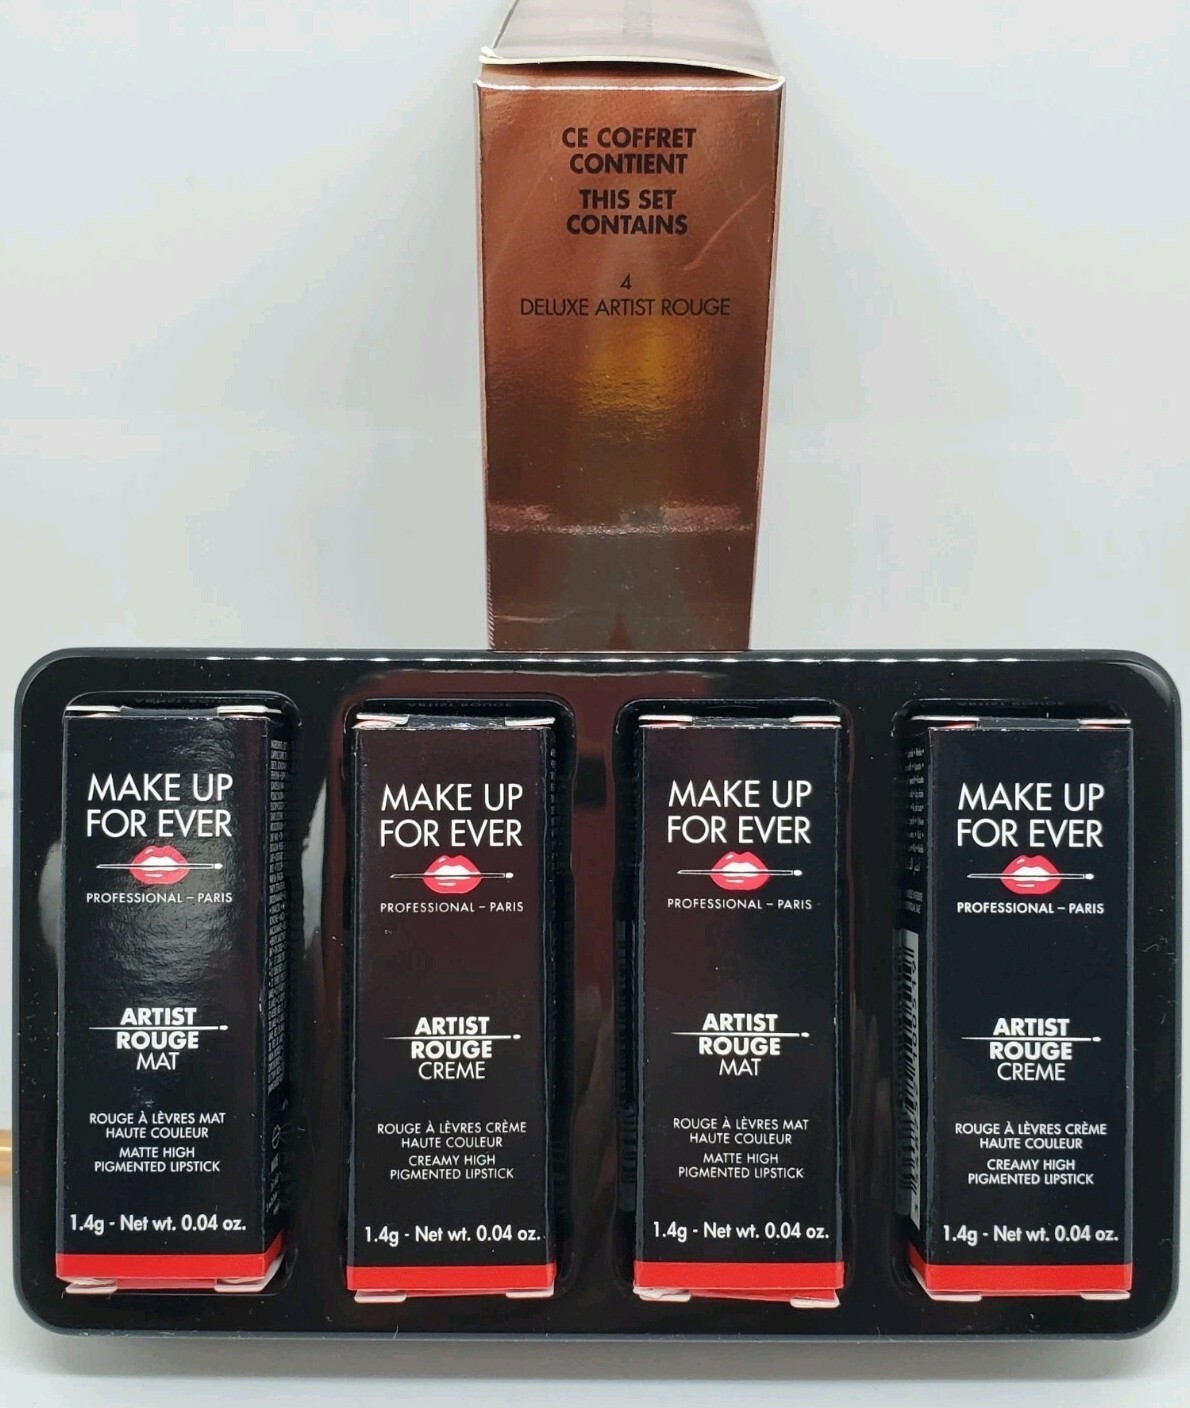 CE COFFRET
CONTIENT
THIS SET
CONTAINS
4
DELUXE ARTIST ROUGE
MAKE UP
FOR EVER
PROFESSIONAL – PARIS
ARTIST
ROUGE
MAT
ROUGE À LÈVRES MAT
HAUTE COULEUR
MATTE HIGH
PIGMENTED LIPSTICK
1.4g - Net wt. 0.04 oz.
MAKE UP
FOR EVER
PROFESSIONAL – PARIS
ARTIST
ROUGE
CREME
ROUGE À LÈVRES CRÈME
HAUTE COULEUR
CREAMY HIGH
PIGMENTED LIPSTICK
1.4g - Net wt. 0.04 oz.
MAKE UP
FOR EVER
PROFESSIONAL – PARIS
ARTIST
ROUGE
MAT
ROUGE À LÈVRES MAT
HAUTE COULEUR
MATTE HIGH
PIGMENTED LIPSTICK
1.4g - Net wt. 0.04 oz.
MAKE UP
FOR EVER
PROFESSIONAL – PARIS
ARTIST
ROUGE
CREME
ROUGE À LÈVRES CRÈME
HAUTE COULEUR
CREAMY HIGH
PIGMENTED LIPSTICK
1.4g - Net wt. 0.04 oz.